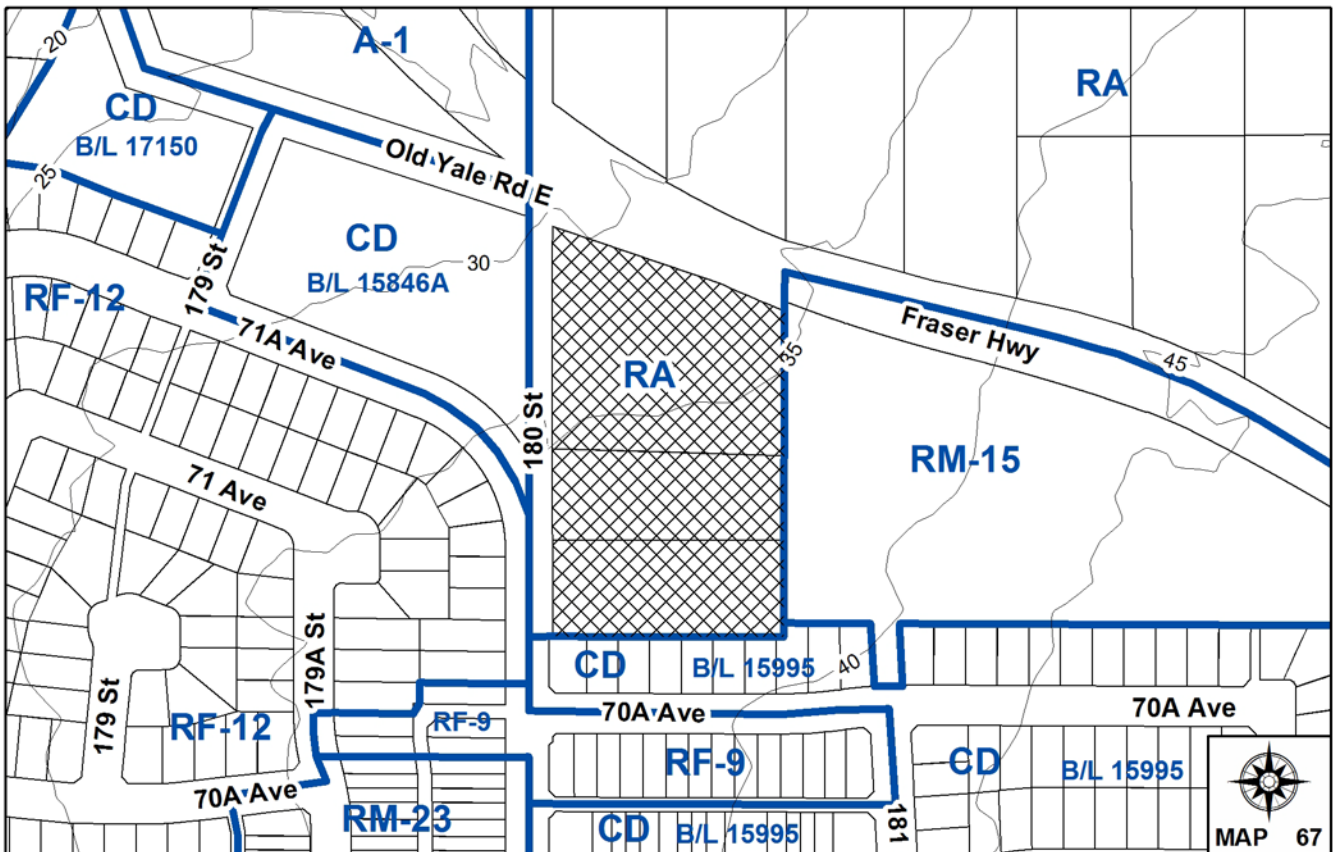 A-1
20
RA
CD
B/L 17150
Old Yale Rd E
25
CD
30
B/L 15846A
179 St
RF-12
71A Ave
Fraser Hwy
35
45
RA
180 St
RM-15
71 Ave
179A St
CD
B/L 15995
40
179 St
RF-12
RF-9
70A Ave
70A Ave
RF-9
CD
B/L 15995
70A Ave
RM-23
CD
B/L 15995
181
MAP 67